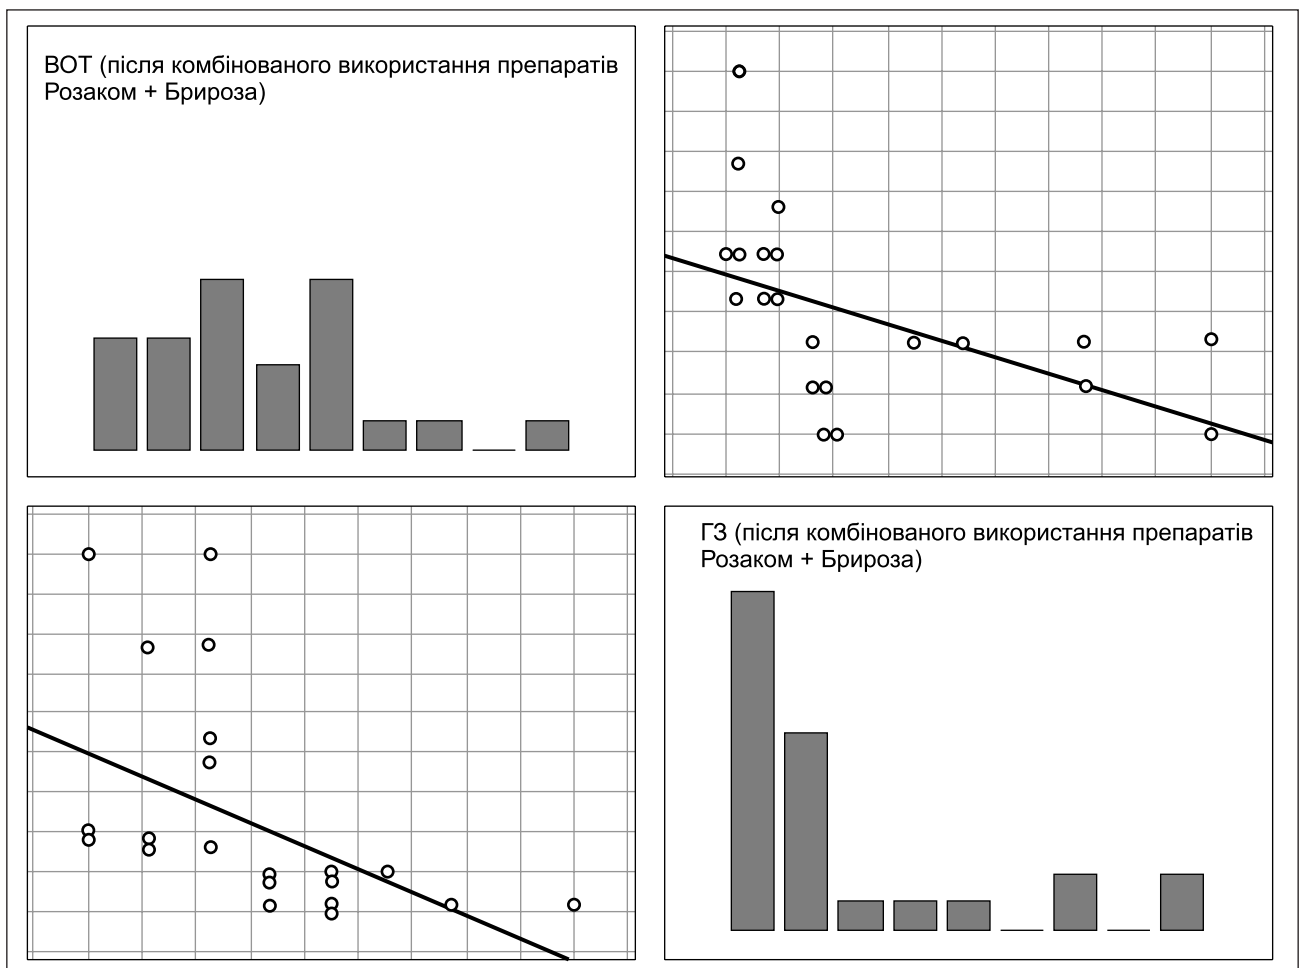 ВОТ (після комбінованого використання препаратів
Розаком + Брироза)
ГЗ (після комбінованого використання препаратів
Розаком + Брироза)